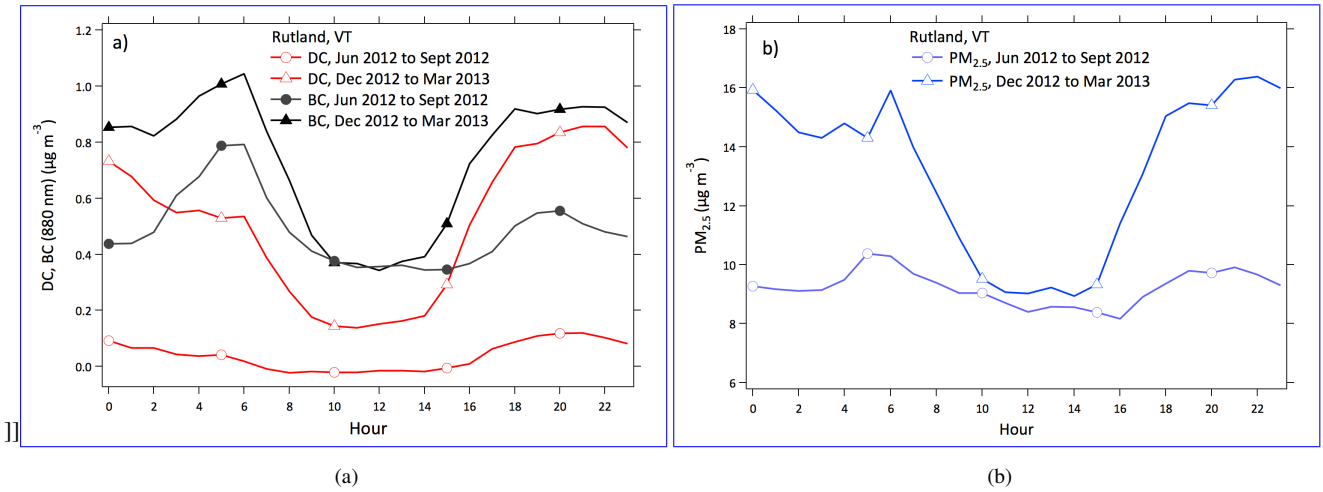 a)
Rutland, VT
DC, Jun 2012 to Sept 2012
DC, Dec 2012 to Mar 2013
BC, Jun 2012 to Sept 2012
BC, Dec 2012 to Mar 2013
DC, BC (880 nm) (µg m⁻³)
1.2
1.0
0.8
0.6
0.4
0.2
0.0
0 2 4 6 8 10 12 14 16 18 20 22
Hour
]]
(a)
b)
Rutland, VT
PM₂.₅, Jun 2012 to Sept 2012
PM₂.₅, Dec 2012 to Mar 2013
PM₂.₅ (µg m⁻³)
18
16
14
12
10
8
6
0 2 4 6 8 10 12 14 16 18 20 22
Hour
(b)